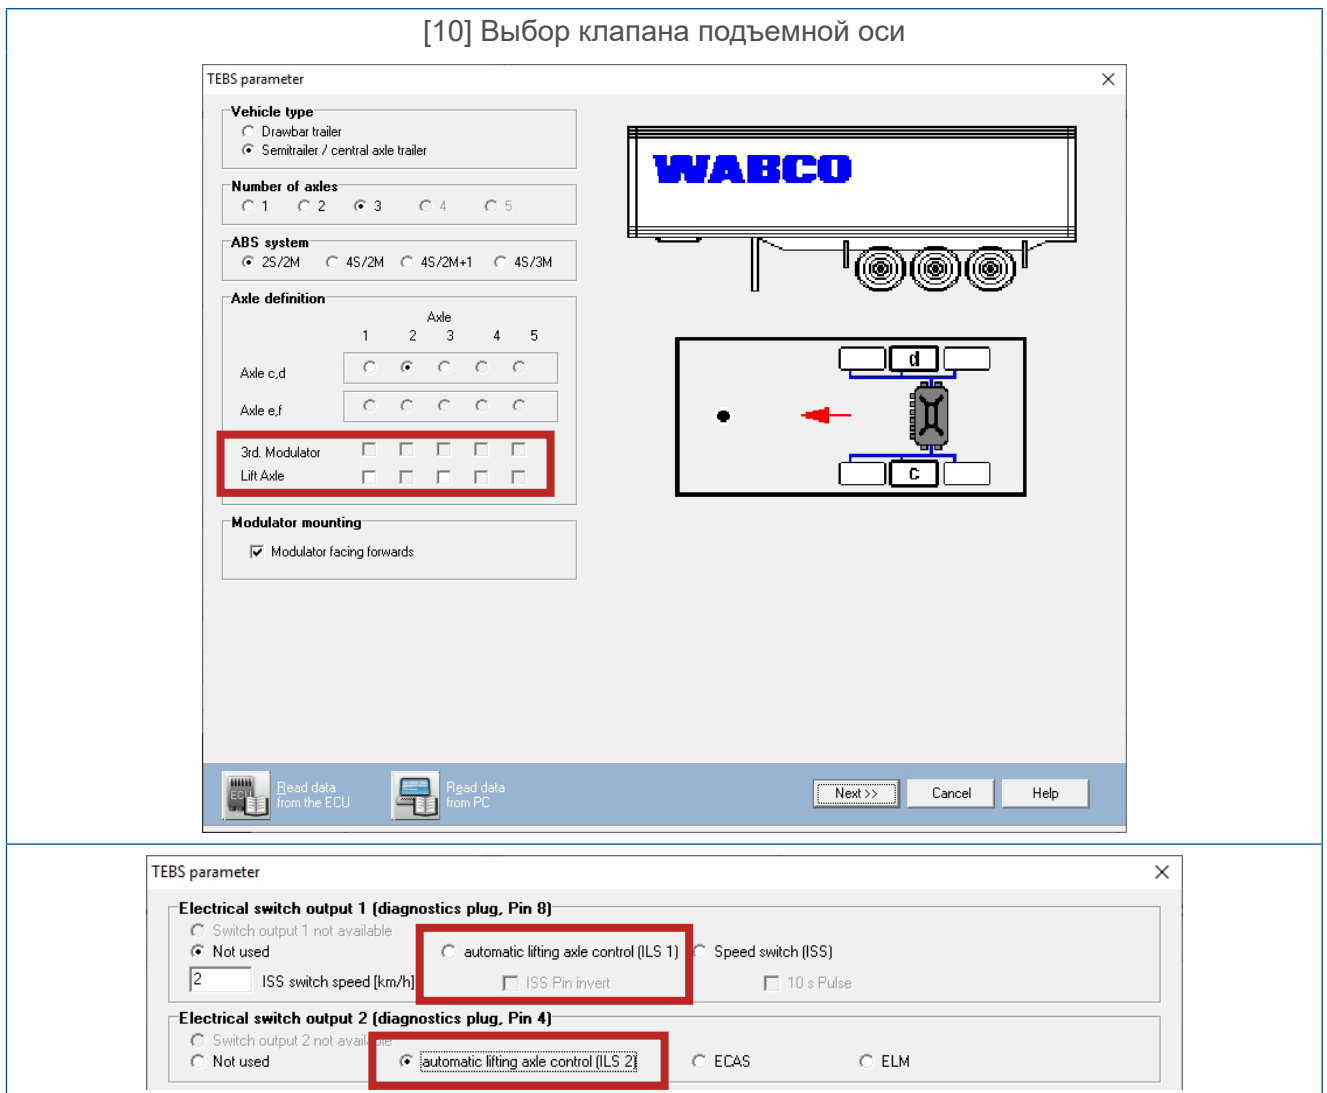 [10] Выбор клапана подъемной оси
TEBS parameter
Vehicle type
Drawbar trailer
Semitrailer / central axle trailer
Number of axles
1 2 3 4 5
ABS system
2S/2M 4S/2M 4S/2M+1 4S/3M
Axle definition
Axle
1 2 3 4 5
Axle c,d
Axle e,f
3rd. Modulator
Lift Axle
Modulator mounting
Modulator facing forwards
WABCO
d
c
ECU
Read data
from the ECU
Read data
from PC
Next >>
Cancel
Help
TEBS parameter
Electrical switch output 1 (diagnostics plug, Pin 8)
Switch output 1 not available
Not used automatic lifting axle control (ILS 1) Speed switch (ISS)
2 ISS switch speed [km/h] ISS Pin invert 10 s Pulse
Electrical switch output 2 (diagnostics plug, Pin 4)
Switch output 2 not available
Not used automatic lifting axle control (ILS 2) ECAS ELM